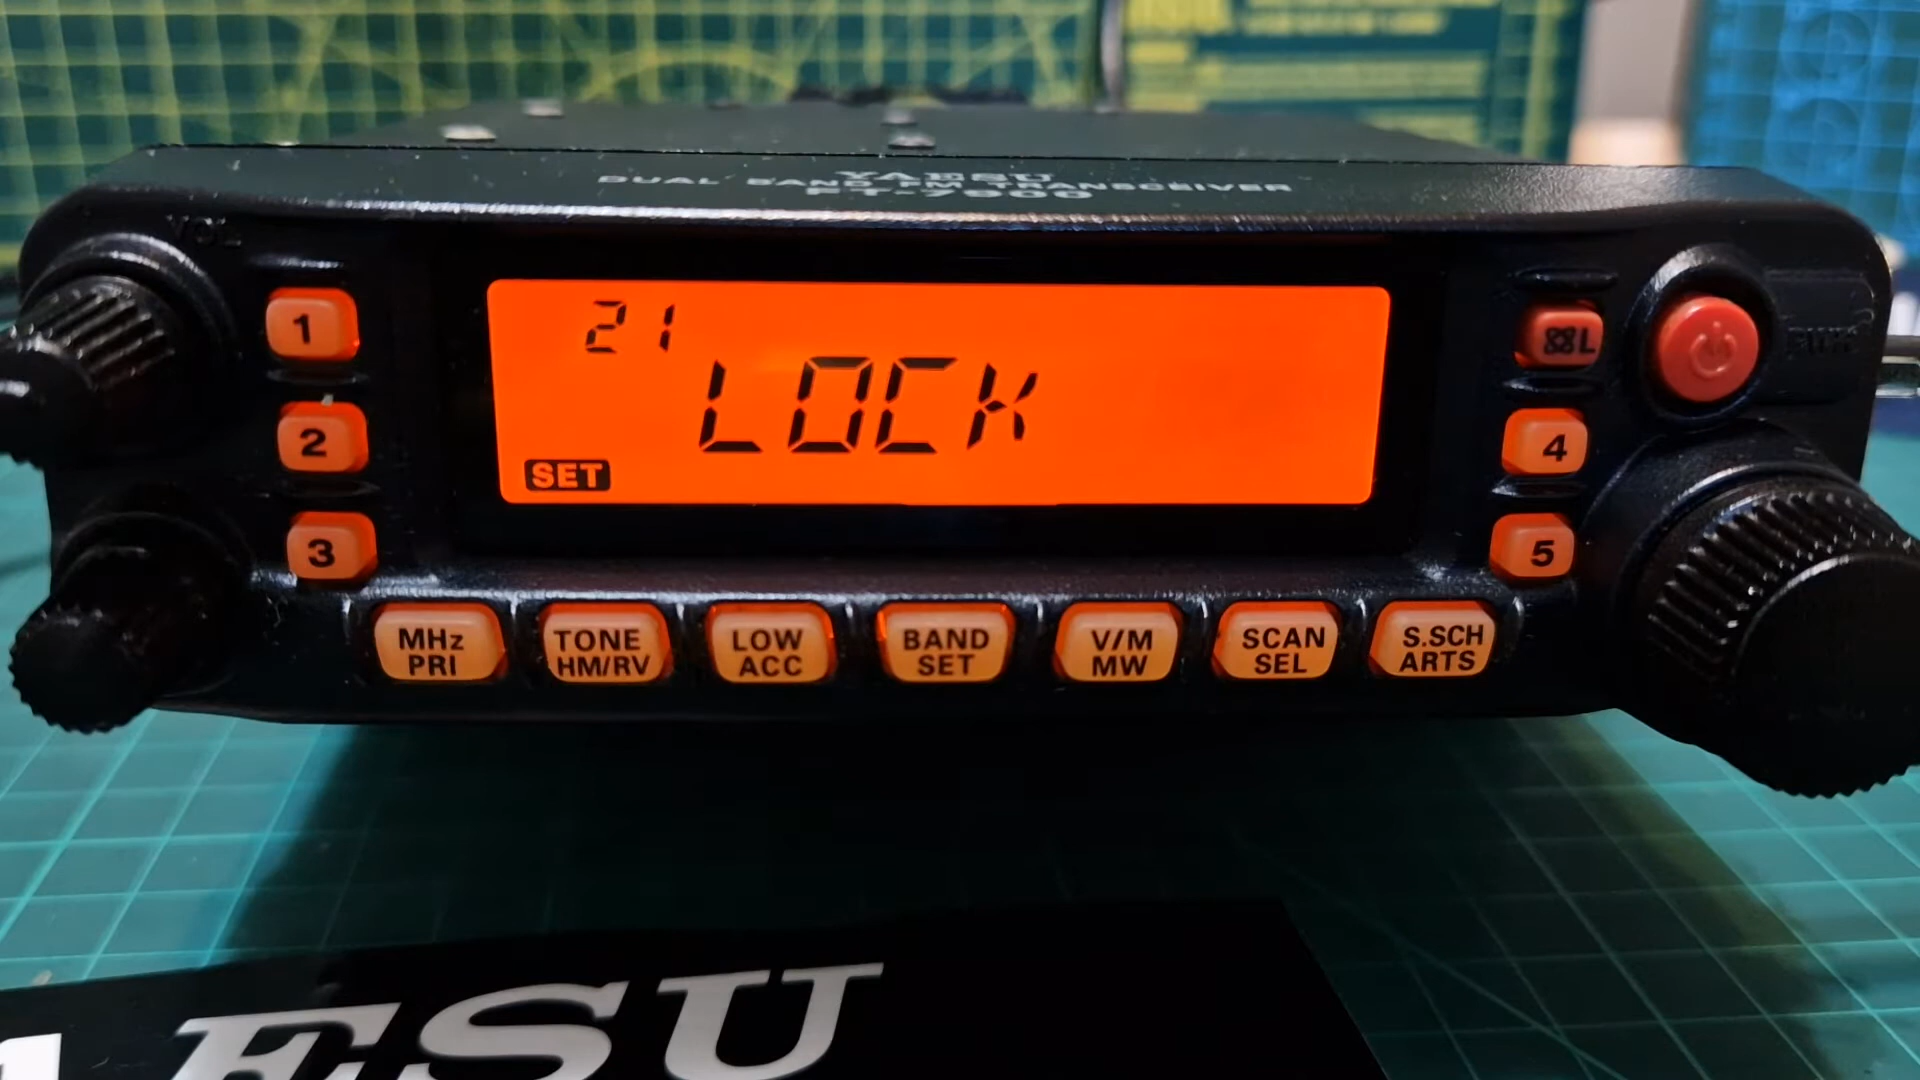 YAESU
DUAL BAND FM TRANSCEIVER
FT-7900
VOL
1
2
3
21
LOCK
SET
L
4
5
MHz
PRI
TONE
HM/RV
LOW
ACC
BAND
SET
V/M
MW
SCAN
SEL
S.SCH
ARTS
ESU